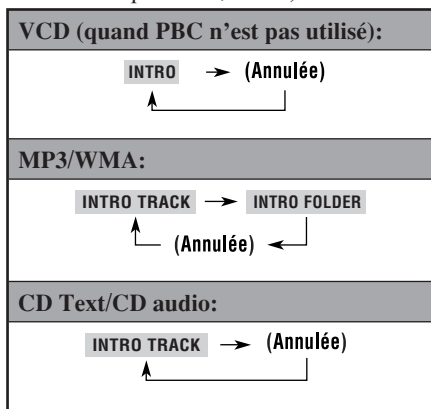 VCD (quand PBC n'est pas utilisé):
INTRO → (Annulée)
MP3/WMA:
INTRO TRACK → INTRO FOLDER
(Annulée)
CD Text/CD audio:
INTRO TRACK → (Annulée)